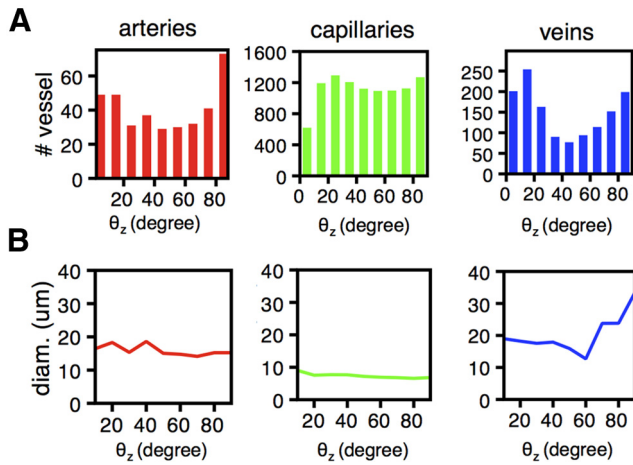 A
arteries
capillaries
veins
# vessel
60
40
20
0
20 40 60 80
θz (degree)
1600
1200
800
400
0
0 20 40 60 80
θz (degree)
250
200
150
100
50
0
0 20 40 60 80
θz (degree)
B
diam. (um)
40
30
20
10
0
20 40 60 80
θz (degree)
40
30
20
10
0
20 40 60 80
θz (degree)
40
30
20
10
0
20 40 60 80
θz (degree)